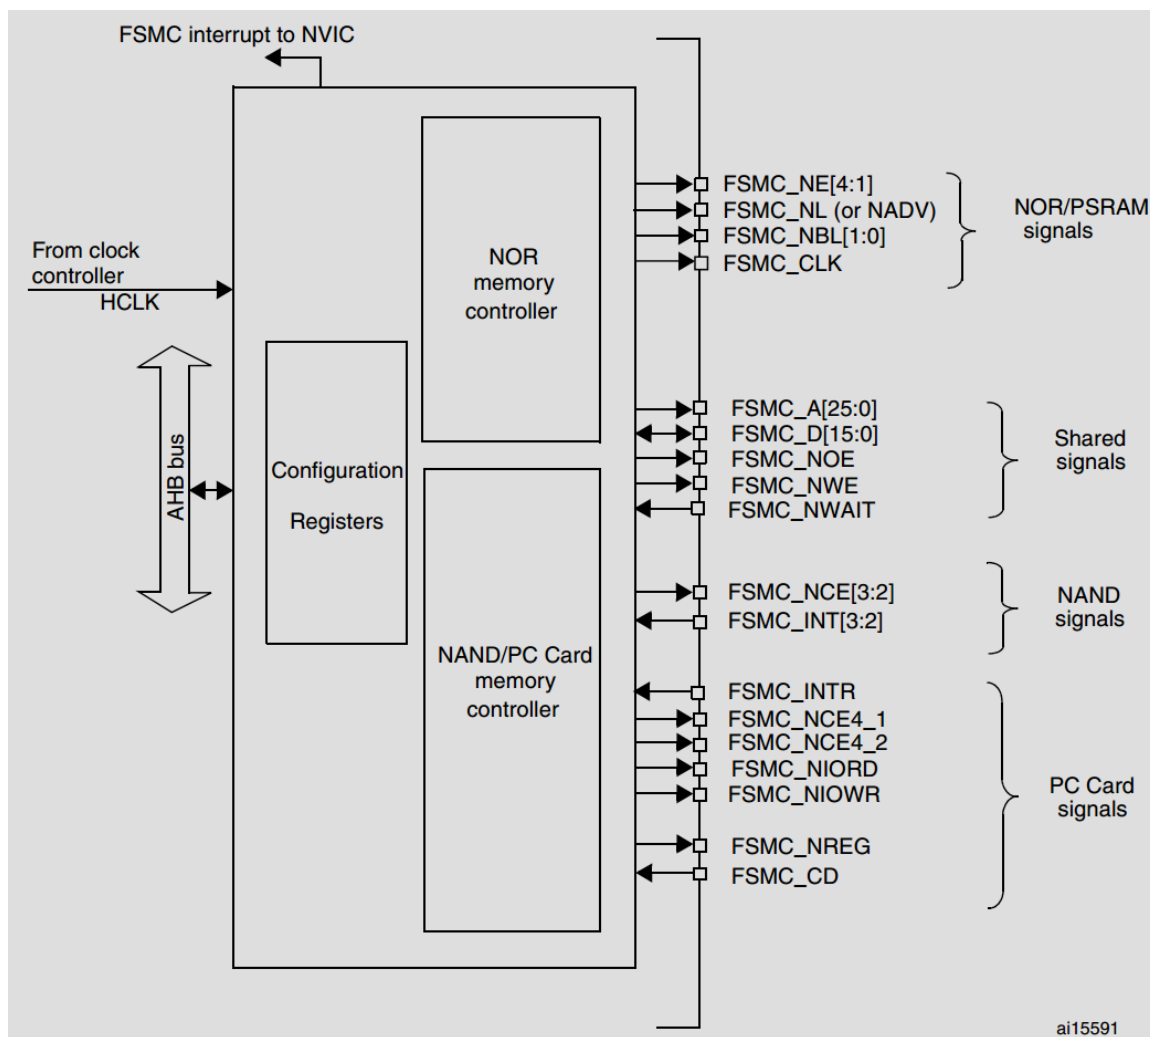 FSMC interrupt to NVIC
From clock
controller
HCLK
AHB bus
Configuration
Registers
NOR
memory
controller
NAND/PC Card
memory
controller
FSMC_NE[4:1]
FSMC_NL (or NADV)
FSMC_NBL[1:0]
FSMC_CLK
NOR/PSRAM
signals
FSMC_A[25:0]
FSMC_D[15:0]
FSMC_NOE
FSMC_NWE
FSMC_NWAIT
Shared
signals
FSMC_NCE[3:2]
FSMC_INT[3:2]
NAND
signals
FSMC_INTR
FSMC_NCE4_1
FSMC_NCE4_2
FSMC_NIORD
FSMC_NIOWR
FSMC_NREG
FSMC_CD
PC Card
signals
ai15591